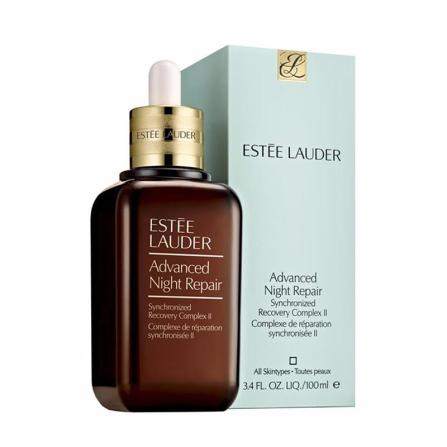 ESTĒE LAUDER
ESTĒE
LAUDER
Advanced
Night Repair
Synchronized
Recovery Complex II
Complexe de réparation
synchronisée II
ESTĒE LAUDER
Advanced
Night Repair
Synchronized
Recovery Complex II
Complexe de réparation
synchronisée II
All Skintypes • Toutes peaux
3.4 FL. OZ. LIQ./100ml e